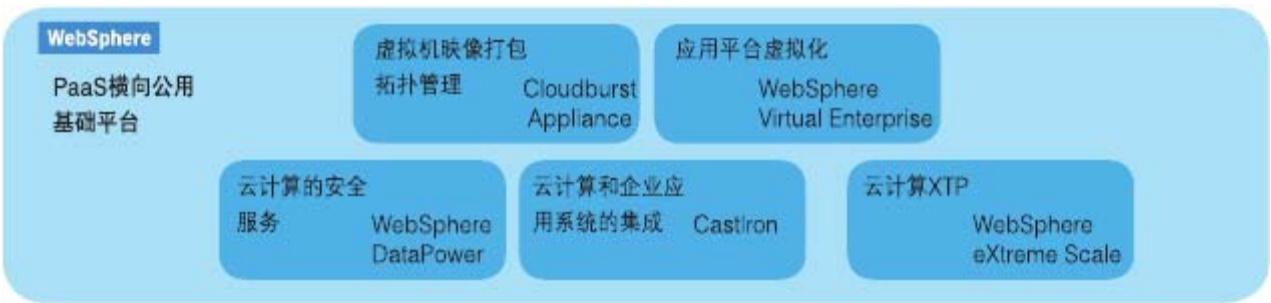 WebSphere
PaaS横向公用
基础平台
虚拟机映像打包
拓扑管理
Cloudburst
Appliance
应用平台虚拟化
WebSphere
Virtual Enterprise
云计算的安全
服务
WebSphere
DataPower
云计算和企业应
用系统的集成
CastIron
云计算XTP
WebSphere
eXtreme Scale